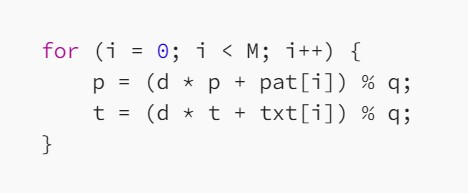 for (i = 0; i < M; i++) {
    p = (d * p + pat[i]) % q;
    t = (d * t + txt[i]) % q;
}